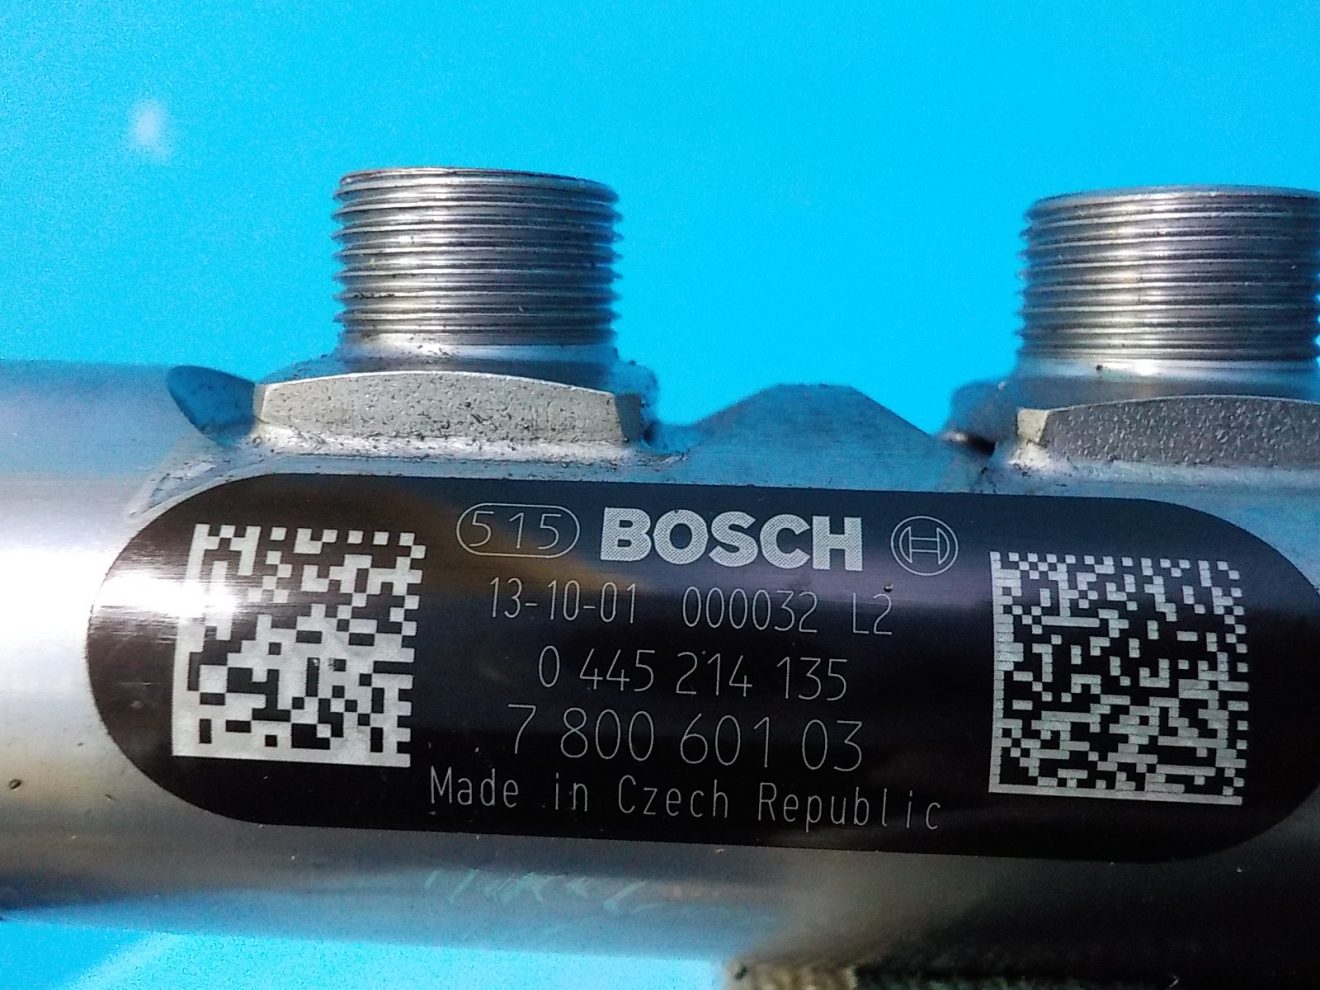 515 BOSCH
13-10-01 000032 L2
0 445 214 135
7 800 601 03
Made in Czech Republic